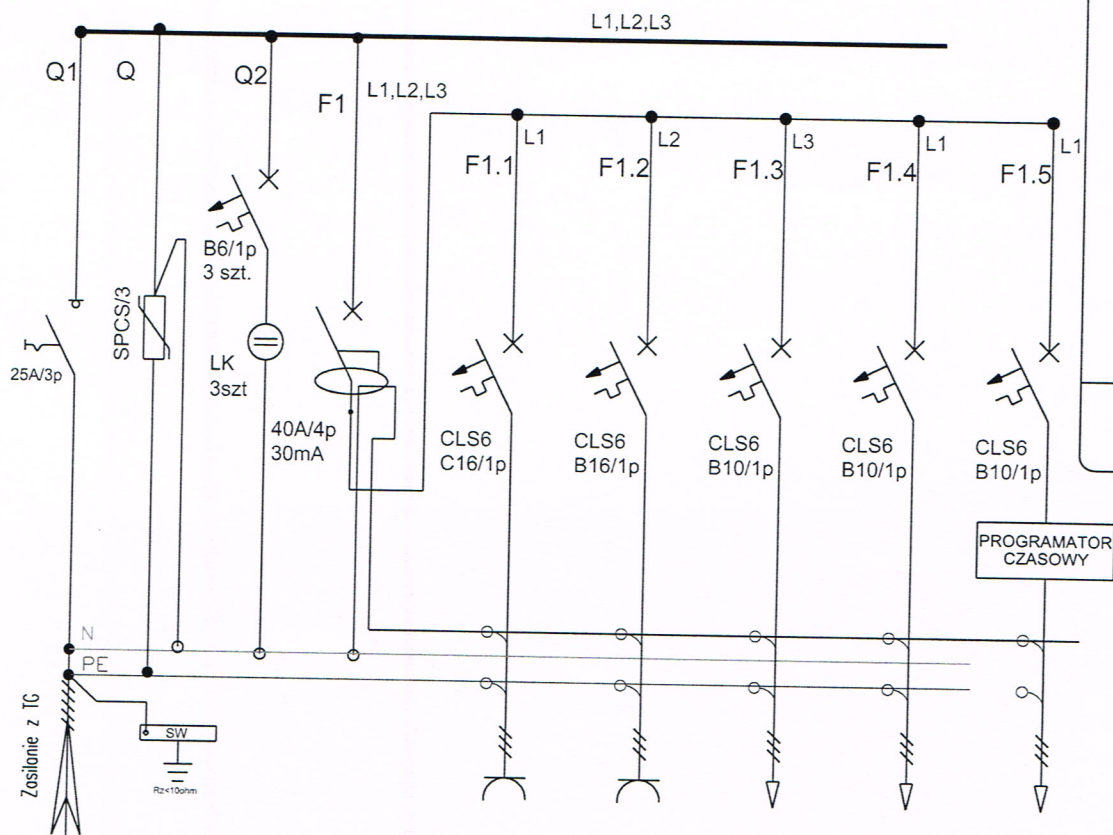 L1,L2,L3
Q1
Q
Q2
F1
L1,L2,L3
L1
L2
L3
L1
L1
F1.1
F1.2
F1.3
F1.4
F1.5
B6/1p
3 szt.
SPCS/3
25A/3p
LK
3szt
40A/4p
30mA
CLS6
C16/1p
CLS6
B16/1p
CLS6
B10/1p
CLS6
B10/1p
CLS6
B10/1p
PROGRAMATOR
CZASOWY
N
PE
Zasilanie z TG
SW
Rz<10ohm